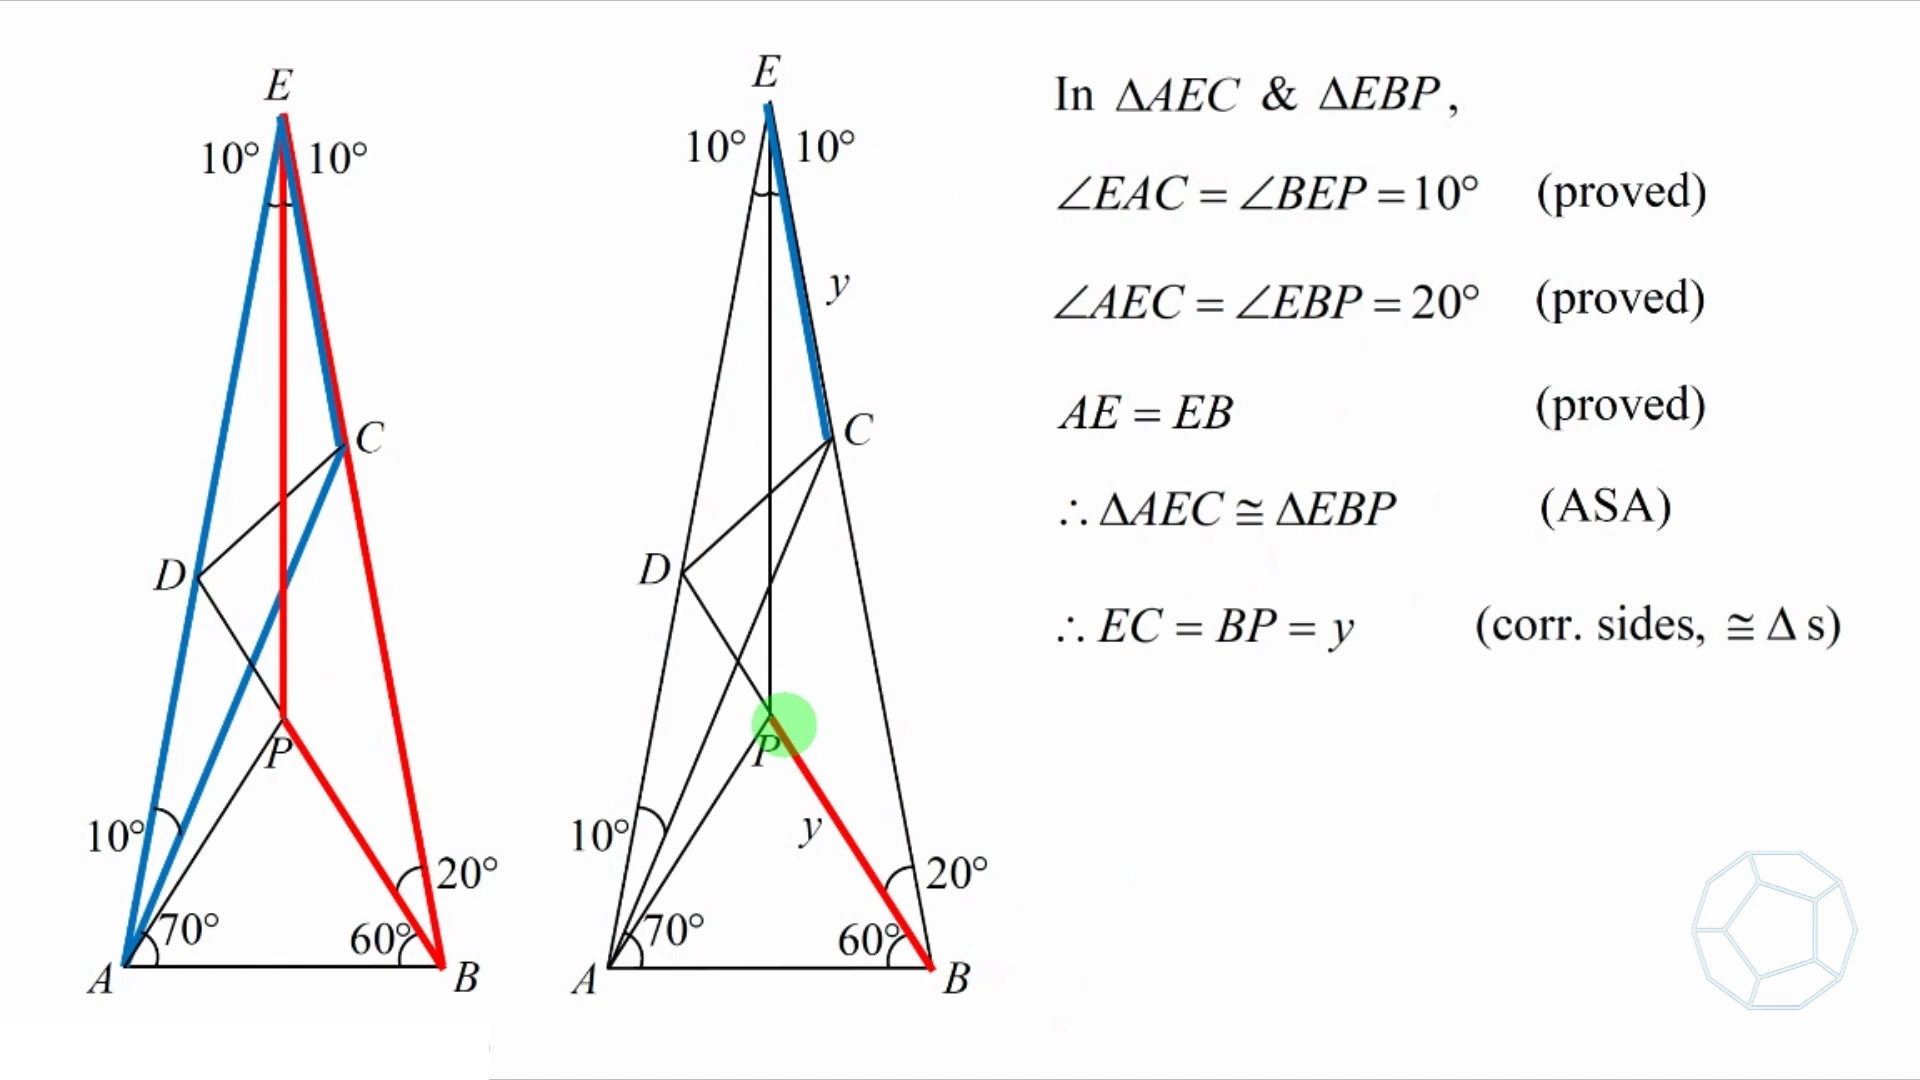 E
10° 10°
C
D
P
10°
20°
70°
60°
A
B
E
10° 10°
y
C
D
P
10°
y
20°
70°
60°
A
B
In ΔAEC & ΔEBP,
∠EAC = ∠BEP = 10° (proved)
∠AEC = ∠EBP = 20° (proved)
AE = EB (proved)
∴ ΔAEC ≅ ΔEBP (ASA)
∴ EC = BP = y (corr. sides, ≅ Δ s)